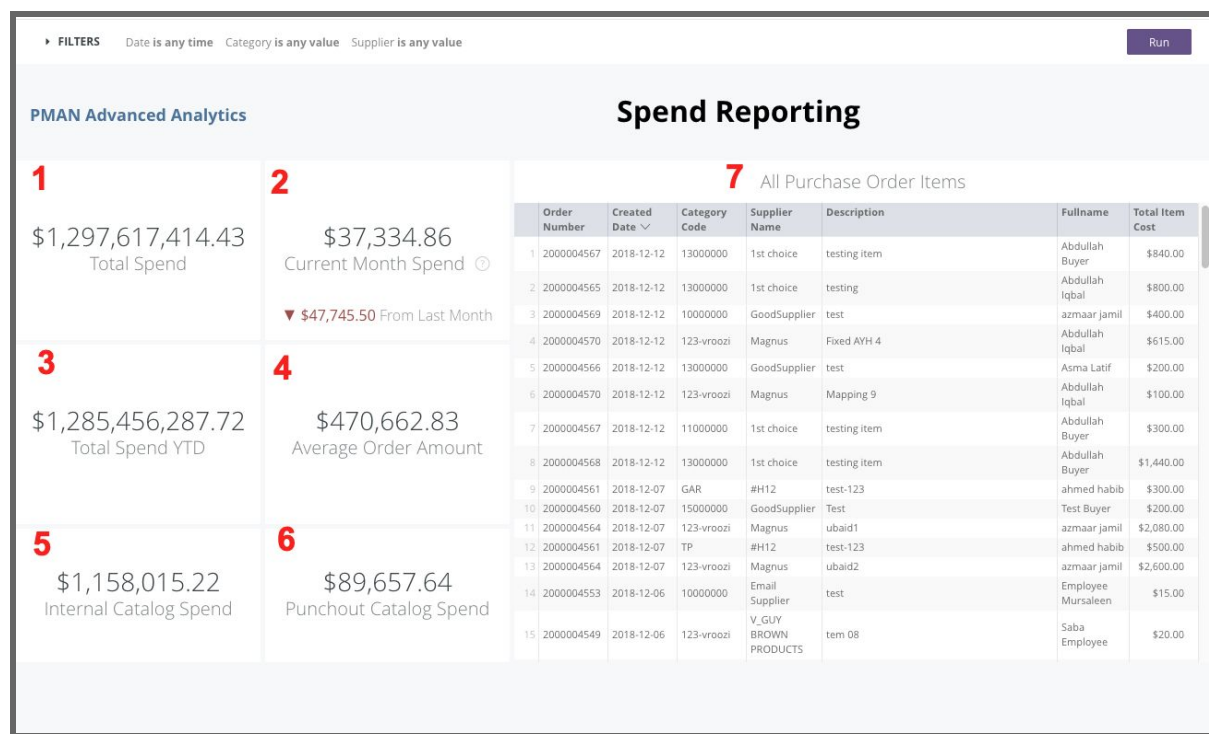 FILTERS Date is any time Category is any value Supplier is any value Run
PMAN Advanced Analytics
Spend Reporting
1
$1,297,617,414.43
Total Spend
2
$37,334.86
Current Month Spend ?
▼ $47,745.50 From Last Month
3
$1,285,456,287.72
Total Spend YTD
4
$470,662.83
Average Order Amount
5
$1,158,015.22
Internal Catalog Spend
6
$89,657.64
Punchout Catalog Spend
7 All Purchase Order Items
Order Number Created Date Category Code Supplier Name Description Fullname Total Item Cost
1 2000004567 2018-12-12 13000000 1st choice testing item Abdullah Buyer $840.00
2 2000004565 2018-12-12 13000000 1st choice testing Abdullah Iqbal $800.00
3 2000004569 2018-12-12 10000000 GoodSupplier test azmaar jamil $400.00
4 2000004570 2018-12-12 123-vroozi Magnus Fixed AYH 4 Abdullah Iqbal $615.00
5 2000004566 2018-12-12 13000000 GoodSupplier test Asma Latif $200.00
6 2000004570 2018-12-12 123-vroozi Magnus Mapping 9 Abdullah Iqbal $100.00
7 2000004567 2018-12-12 11000000 1st choice testing item Abdullah Buyer $300.00
8 2000004568 2018-12-12 13000000 1st choice testing item Abdullah Buyer $1,440.00
9 2000004561 2018-12-07 GAR #H12 test-123 ahmed habib $300.00
10 2000004560 2018-12-07 15000000 GoodSupplier Test Test Buyer $200.00
11 2000004564 2018-12-07 123-vroozi Magnus ubaid1 azmaar jamil $2,080.00
12 2000004561 2018-12-07 TP #H12 test-123 ahmed habib $500.00
13 2000004564 2018-12-07 123-vroozi Magnus ubaid2 azmaar jamil $2,600.00
14 2000004553 2018-12-06 10000000 Email Supplier test Employee Mursaleen $15.00
15 2000004549 2018-12-06 123-vroozi V_GUY BROWN PRODUCTS tem 08 Saba Employee $20.00